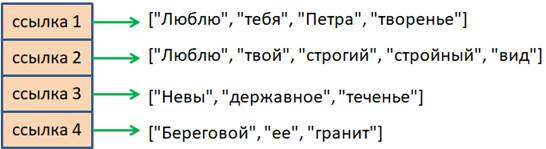 ссылка 1 ["Люблю", "тебя", "Петра", "творенье"]
ссылка 2 ["Люблю", "твой", "строгий", "стройный", "вид"]
ссылка 3 ["Невы", "державное", "теченье"]
ссылка 4 ["Береговой", "ее", "гранит"]